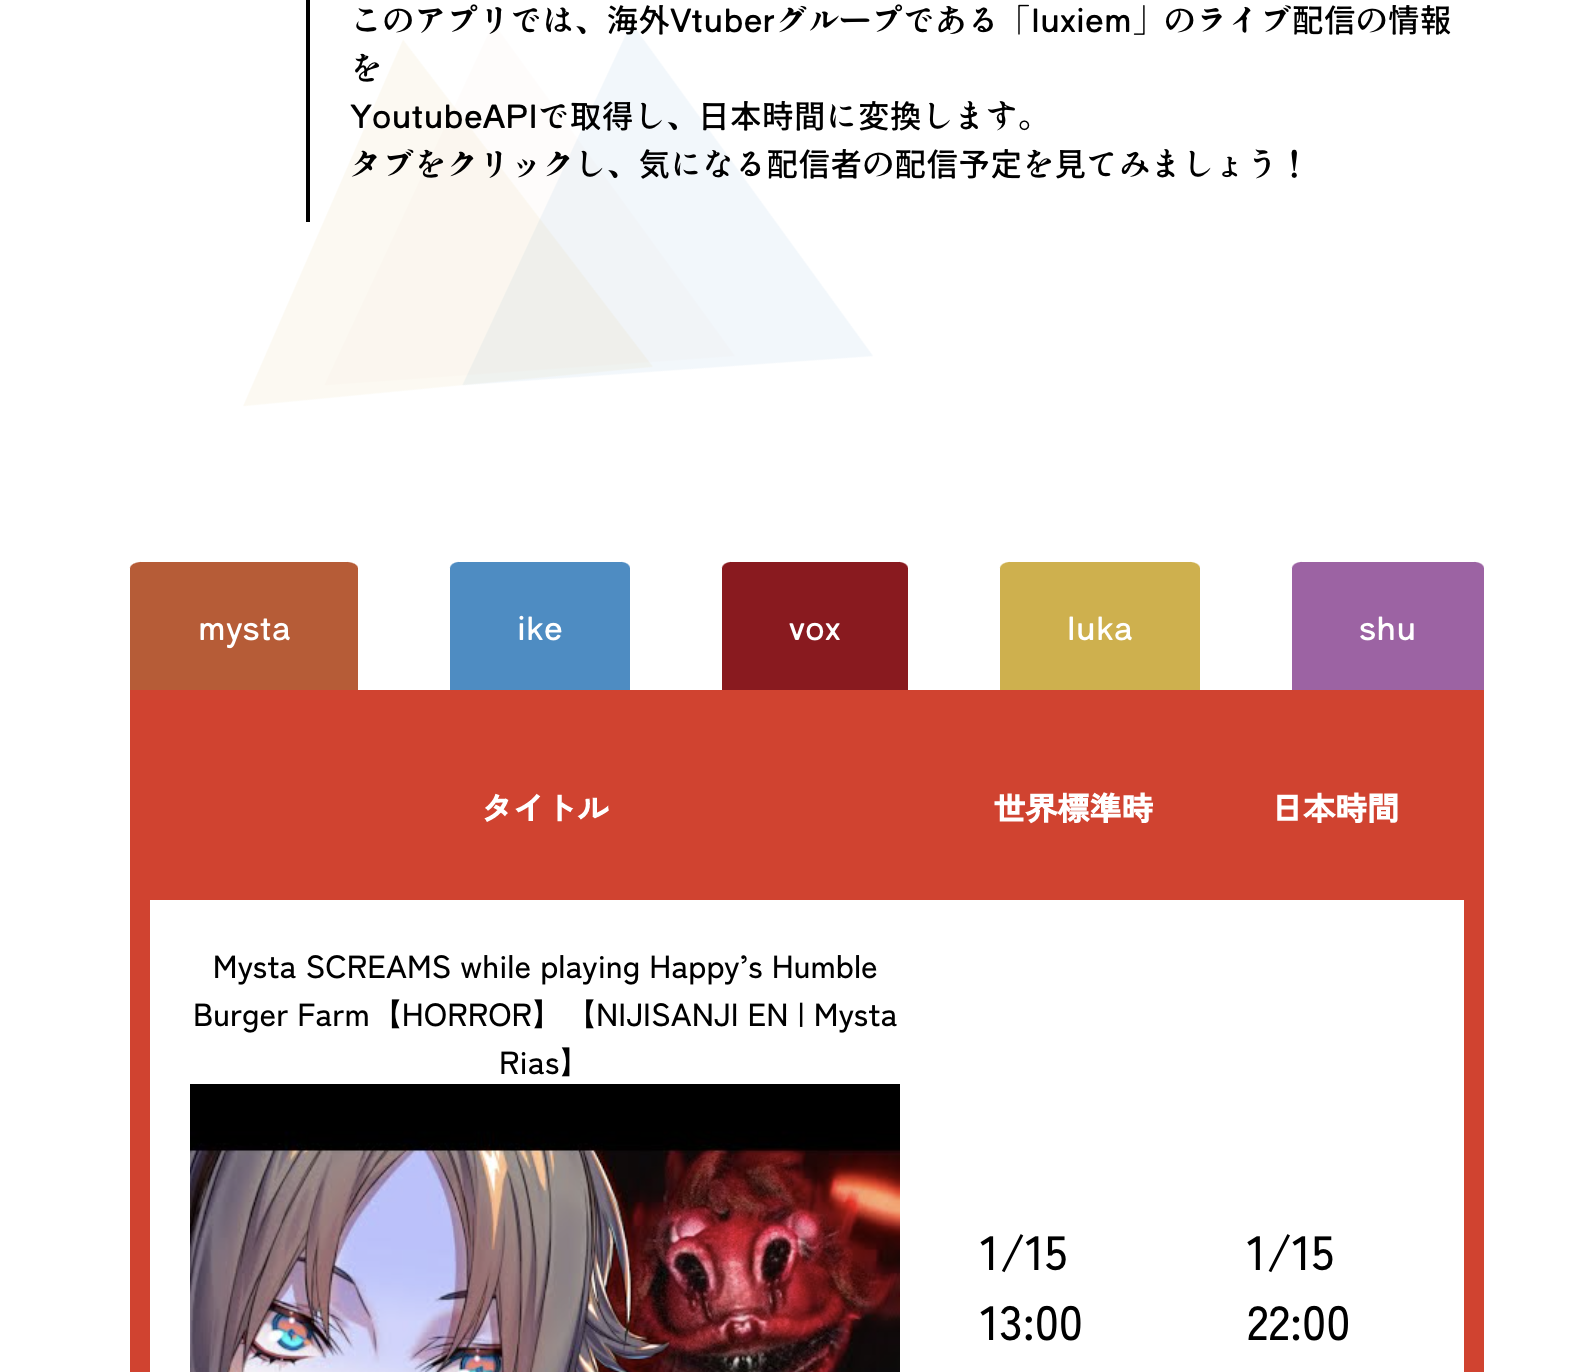 このアプリでは、海外Vtuberグループである「luxiem」のライブ配信の情報
を
YoutubeAPIで取得し、日本時間に変換します。
タブをクリックし、気になる配信者の配信予定を見てみましょう！
mysta
ike
vox
luka
shu
タイトル
世界標準時
日本時間
Mysta SCREAMS while playing Happy’s Humble
Burger Farm【HORROR】 【NIJISANJI EN | Mysta
Rias】
1/15
13:00
1/15
22:00